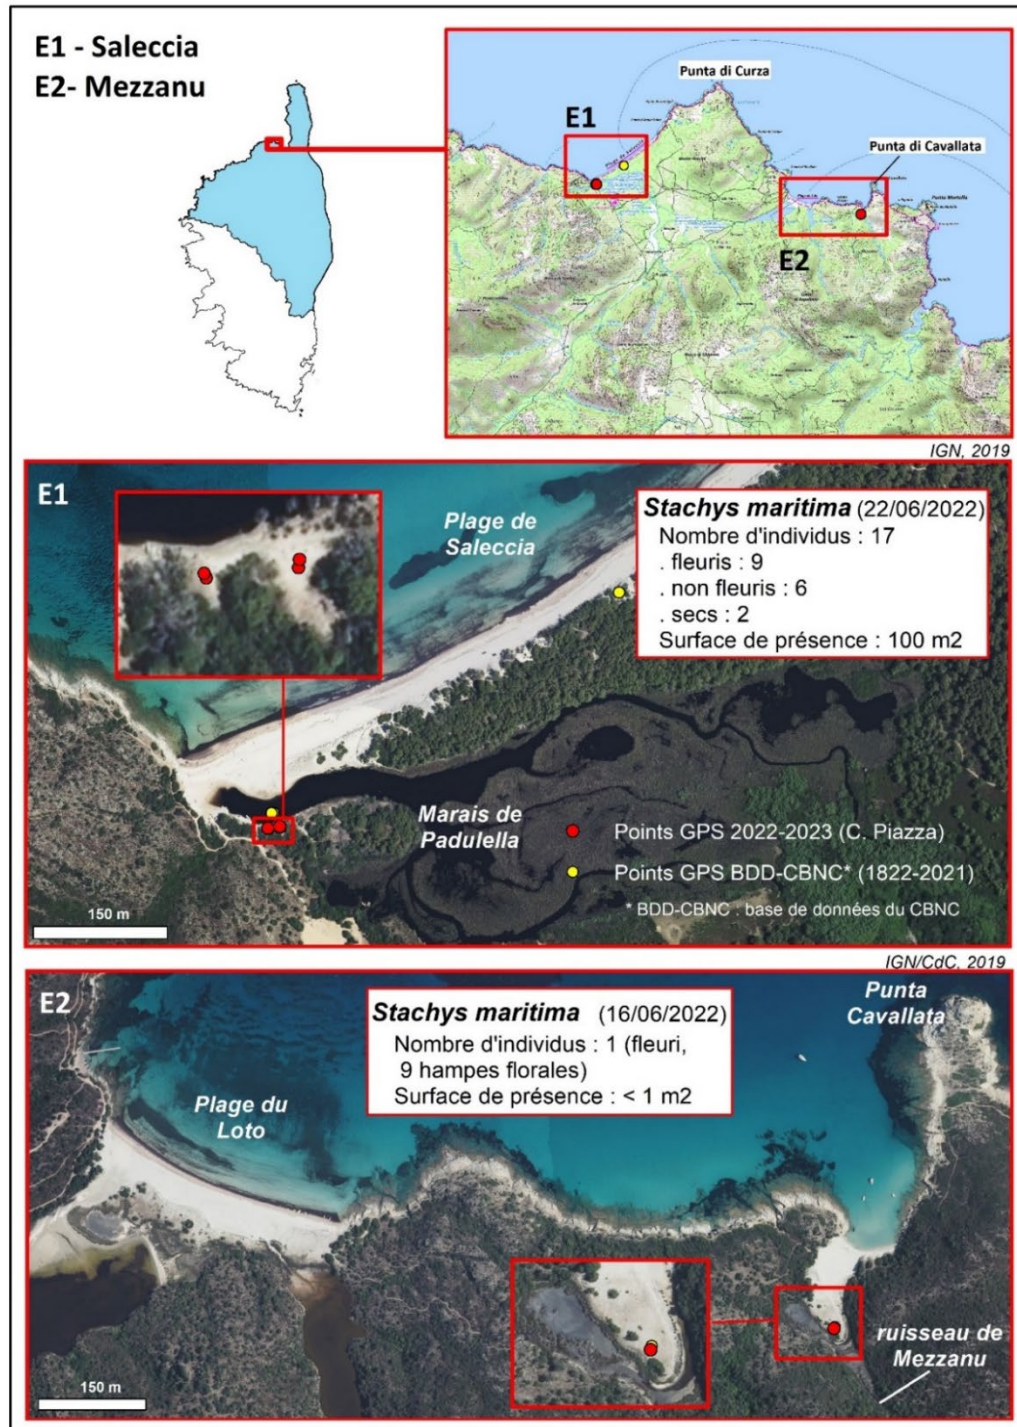 E1 - Saleccia
E2- Mezzanu
Punta di Curza
E1
Punta di Cavallata
E2
IGN, 2019
E1
Plage de
Saleccia
Stachys maritima (22/06/2022)
Nombre d'individus : 17
. fleuris : 9
. non fleuris : 6
. secs : 2
Surface de présence : 100 m2
Marais de
Padulella
Points GPS 2022-2023 (C. Piazza)
Points GPS BDD-CBNC* (1822-2021)
* BDD-CBNC : base de données du CBNC
150 m
IGN/CdC, 2019
E2
Stachys maritima (16/06/2022)
Nombre d'individus : 1 (fleuri,
9 hampes florales)
Surface de présence : < 1 m2
Punta
Cavallata
Plage du
Loto
ruisseau de
Mezzanu
150 m